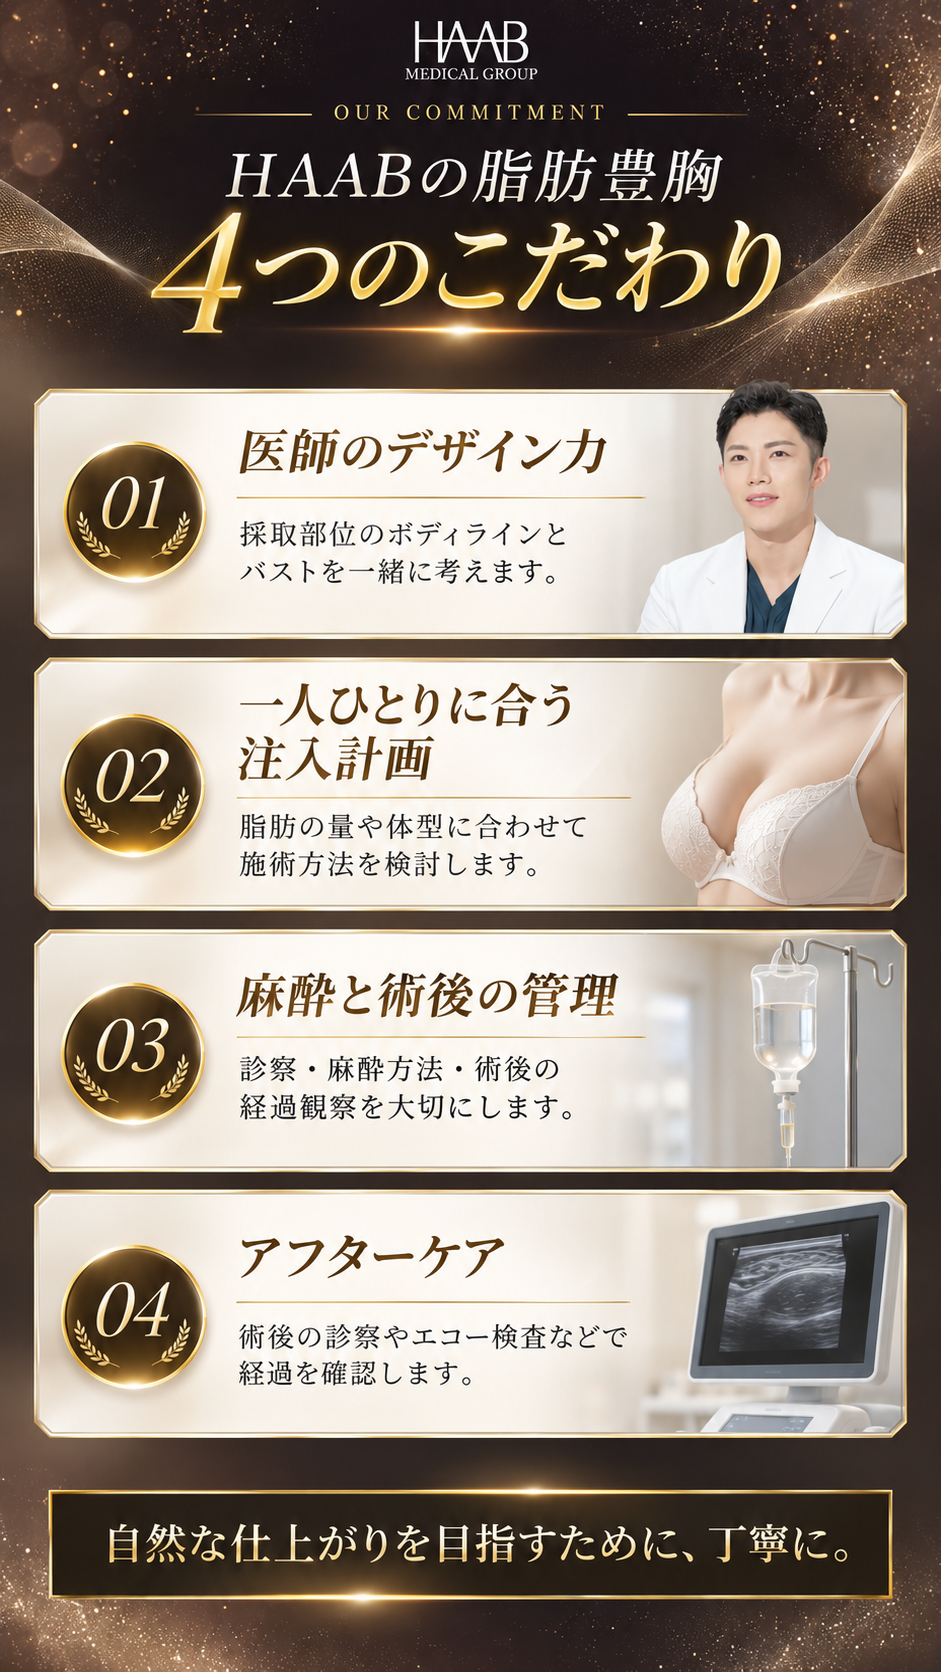 HAAB
MEDICAL GROUP
OUR COMMITMENT
HAABの脂肪豊胸
4つのこだわり
01
医師のデザイン力
採取部位のボディラインと
バストを一緒に考えます。
02
一人ひとりに合う
注入計画
脂肪の量や体型に合わせて
施術方法を検討します。
03
麻酔と術後の管理
診察・麻酔方法・術後の
経過観察を大切にします。
04
アフターケア
術後の診察やエコー検査などで
経過を確認します。
自然な仕上がりを目指すために、丁寧に。